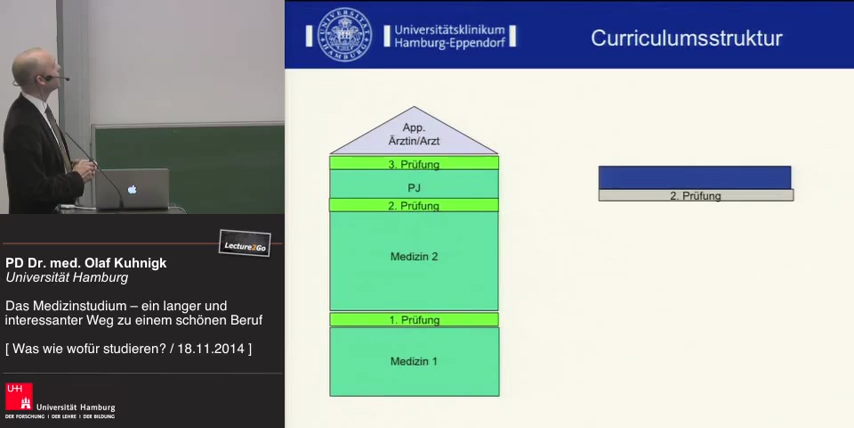 Universitätsklinikum
Hamburg-Eppendorf
Curriculumsstruktur
App.
Ärztin/Arzt
3. Prüfung
PJ
2. Prüfung
Medizin 2
1. Prüfung
Medizin 1
2. Prüfung
Lecture2Go
PD Dr. med. Olaf Kuhnigk
Universität Hamburg
Das Medizinstudium – ein langer und
interessanter Weg zu einem schönen Beruf
[ Was wie wofür studieren? / 18.11.2014 ]
UH
Universität Hamburg
DER FORSCHUNG | DER LEHRE | DER BILDUNG